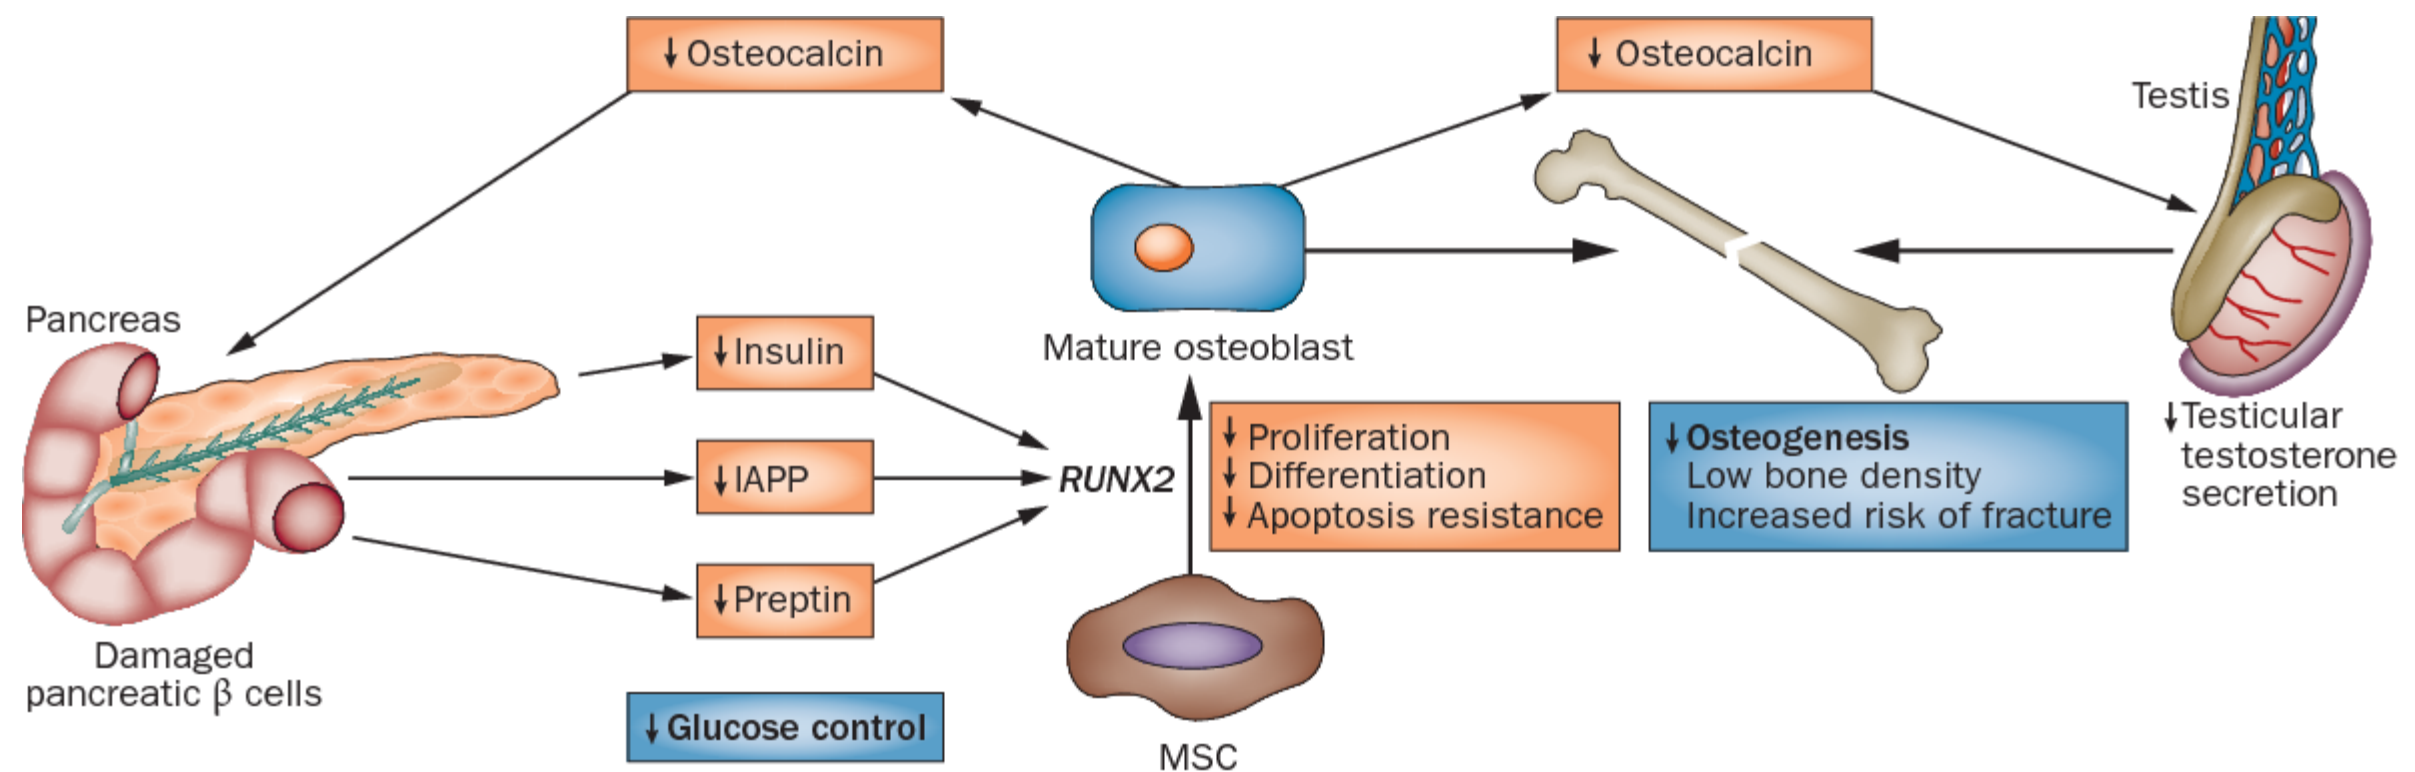 ↓ Osteocalcin
↓ Osteocalcin
Testis
Pancreas
↓ Insulin
Mature osteoblast
↓ IAPP
RUNX2
↓ Proliferation
↓ Differentiation
↓ Apoptosis resistance
↓ Osteogenesis
Low bone density
Increased risk of fracture
↓ Testicular
testosterone
secretion
↓ Preptin
Damaged
pancreatic β cells
↓ Glucose control
MSC